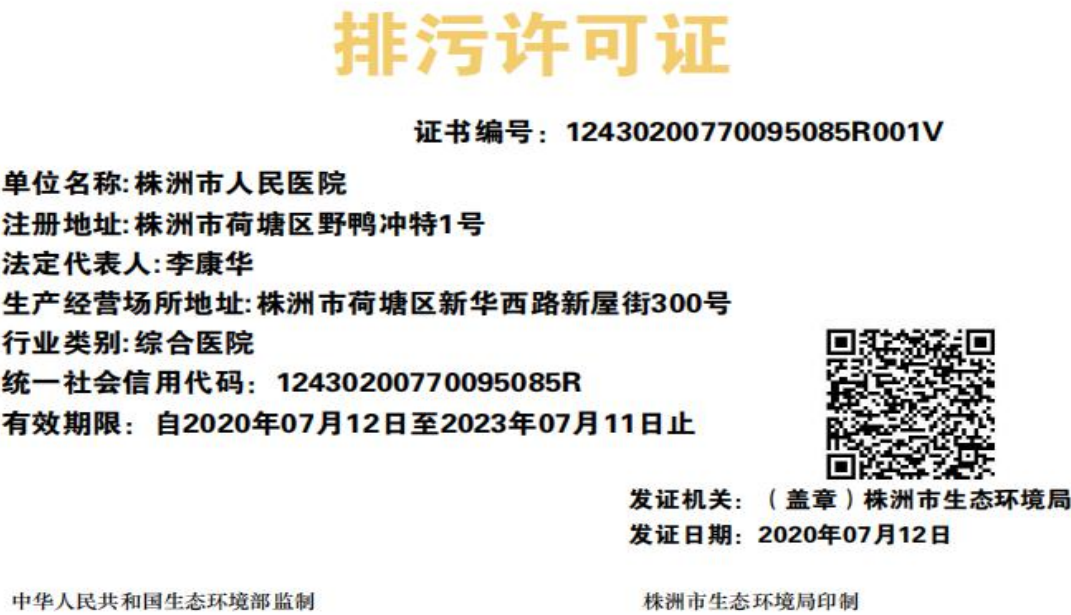 排污许可证
证书编号：12430200770095085R001V
单位名称:株洲市人民医院
注册地址:株洲市荷塘区野鸭冲特1号
法定代表人:李康华
生产经营场所地址:株洲市荷塘区新华西路新屋街300号
行业类别:综合医院
统一社会信用代码：12430200770095085R
有效期限：自2020年07月12日至2023年07月11日止
发证机关：（盖章）株洲市生态环境局
发证日期：2020年07月12日
中华人民共和国生态环境部监制
株洲市生态环境局印制